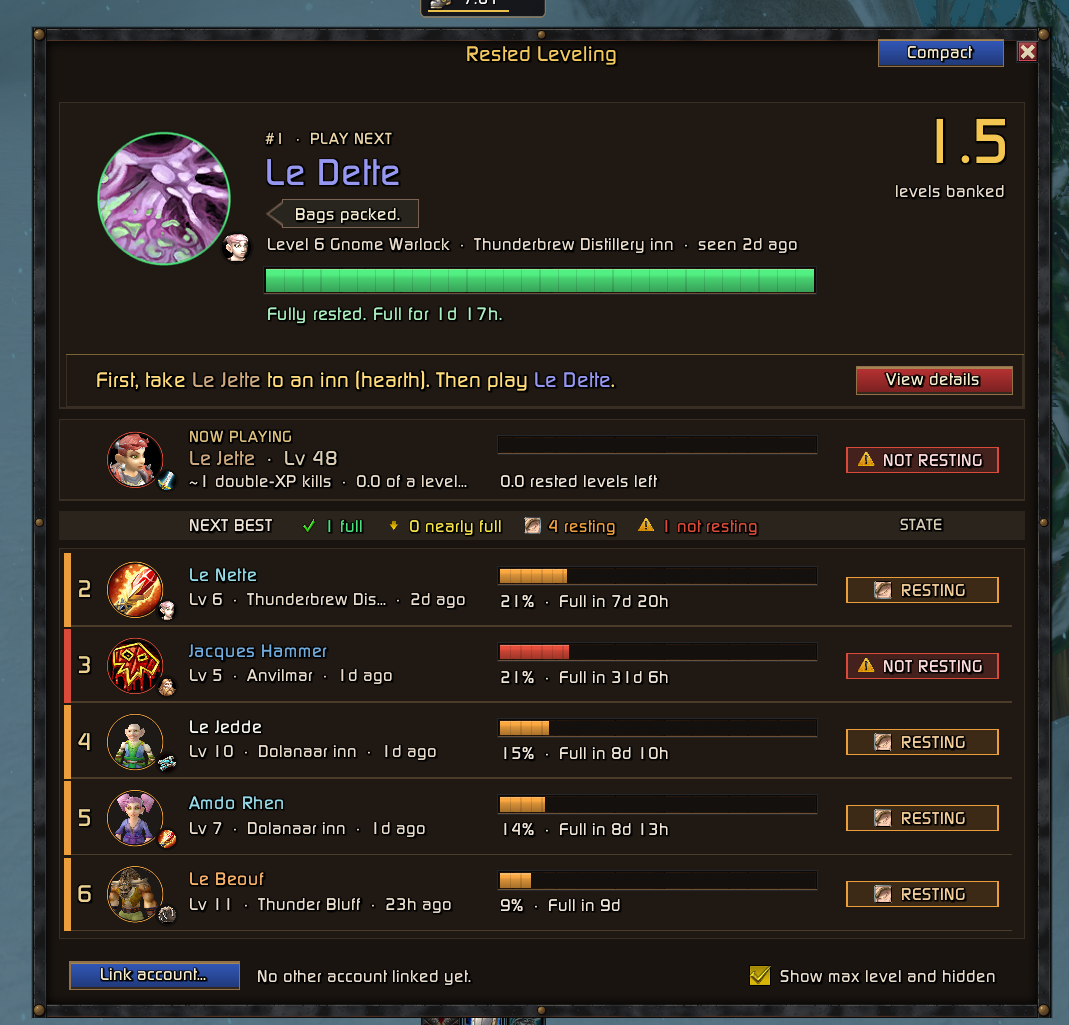 Rested Leveling
Compact
#1 · PLAY NEXT
1.5
levels banked
Le Dette
Bags packed.
Level 6 Gnome Warlock · Thunderbrew Distillery inn · seen 2d ago
Fully rested. Full for 1d 17h.
First, take Le Jette to an inn (hearth). Then play Le Dette.
View details
NOW PLAYING
Le Jette · Lv 48
~1 double-XP kills · 0.0 of a level...
0.0 rested levels left
NOT RESTING
NEXT BEST
1 full
0 nearly full
4 resting
1 not resting
STATE
2
Le Nette
Lv 6 · Thunderbrew Dis... · 2d ago
21% · Full in 7d 20h
RESTING
3
Jacques Hammer
Lv 5 · Anvilmar · 1d ago
21% · Full in 31d 6h
NOT RESTING
4
Le Jedde
Lv 10 · Dolanaar inn · 1d ago
15% · Full in 8d 10h
RESTING
5
Amdo Rhen
Lv 7 · Dolanaar inn · 1d ago
14% · Full in 8d 13h
RESTING
6
Le Beouf
Lv 11 · Thunder Bluff · 23h ago
9% · Full in 9d
RESTING
Link account...
No other account linked yet.
Show max level and hidden